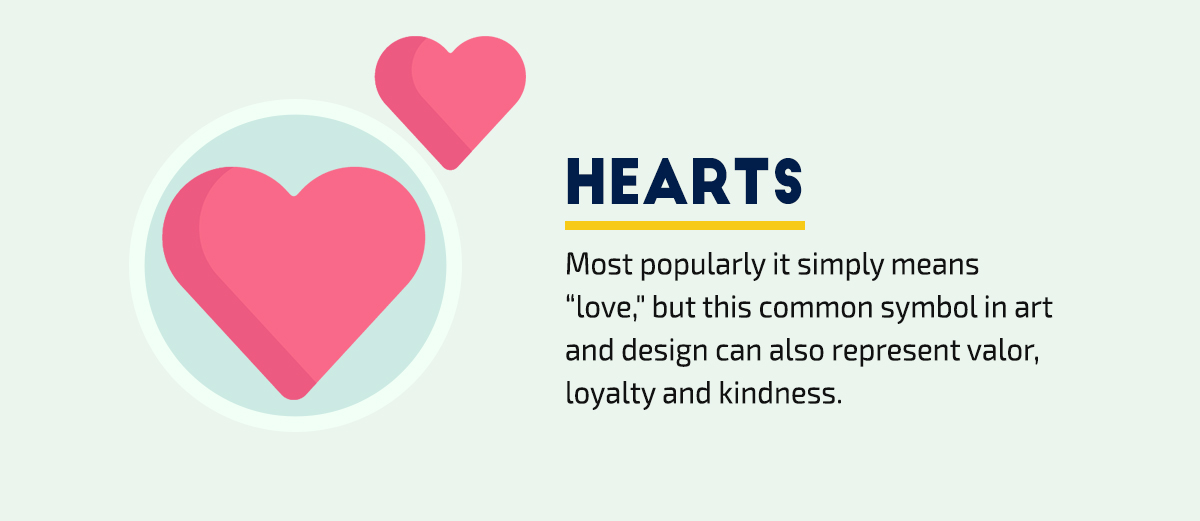 HEARTS
Most popularly it simply means
“love," but this common symbol in art
and design can also represent valor,
loyalty and kindness.